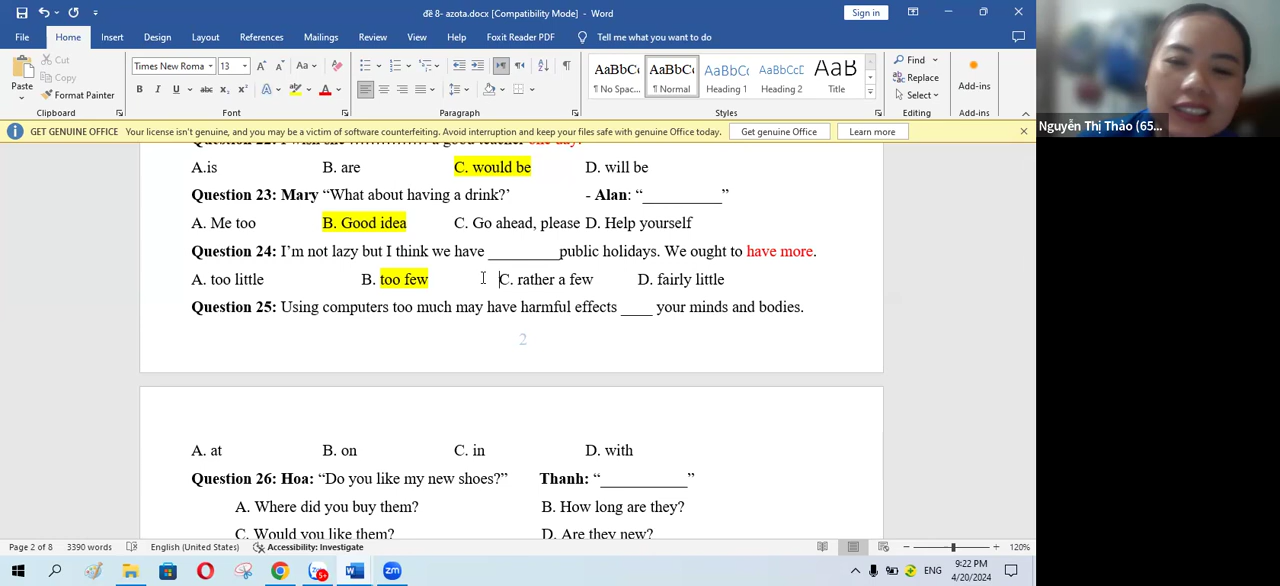 đề 8- azota.docx [Compatibility Mode] - Word
Sign in
File Home Insert Design Layout References Mailings Review View Help Foxit Reader PDF Tell me what you want to do
Paste
Cut
Copy
Format Painter
Clipboard
Times New Roma 13
Font
Paragraph
AaBbCc
¶ No Spac...
AaBbCc
¶ Normal
AaBbCc
Heading 1
AaBbCcD
Heading 2
AaB
Title
Styles
Find
Replace
Select
Editing
Add-ins
Add-ins
GET GENUINE OFFICE Your license isn't genuine, and you may be a victim of software counterfeiting. Avoid interruption and keep your files safe with genuine Office today. Get genuine Office Learn more
Nguyễn Thị Thảo (65...
A.is B. are C. would be D. will be
Question 23: Mary “What about having a drink?’ - Alan: “__________”
A. Me too B. Good idea C. Go ahead, please D. Help yourself
Question 24: I’m not lazy but I think we have _________public holidays. We ought to have more.
A. too little B. too few C. rather a few D. fairly little
Question 25: Using computers too much may have harmful effects ____ your minds and bodies.
2
A. at B. on C. in D. with
Question 26: Hoa: “Do you like my new shoes?” Thanh: “___________”
A. Where did you buy them? B. How long are they?
C. Would you like them? D. Are they new?
Page 2 of 8 3390 words English (United States) Accessibility: Investigate 120%
ENG
9:22 PM
4/20/2024